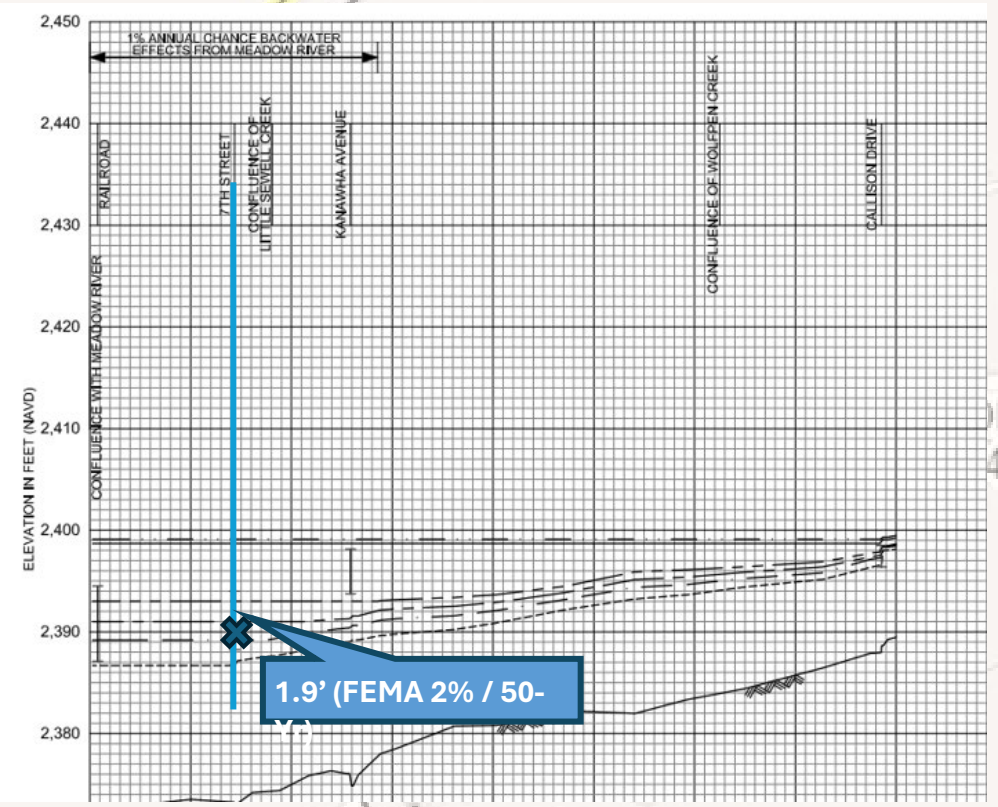 2,450
1% ANNUAL CHANCE BACKWATER
EFFECTS FROM MEADOW RIVER
2,440
RAILROAD
7TH STREET
CONFLUENCE OF
LITTLE SEWELL CREEK
KANAWHA AVENUE
CONFLUENCE OF WOLFPEN CREEK
CALLISON DRIVE
2,430
CONFLUENCE WITH MEADOW RIVER
2,420
ELEVATION IN FEET (NAVD)
2,410
2,400
2,390
1.9’ (FEMA 2% / 50-
Yr)
2,380